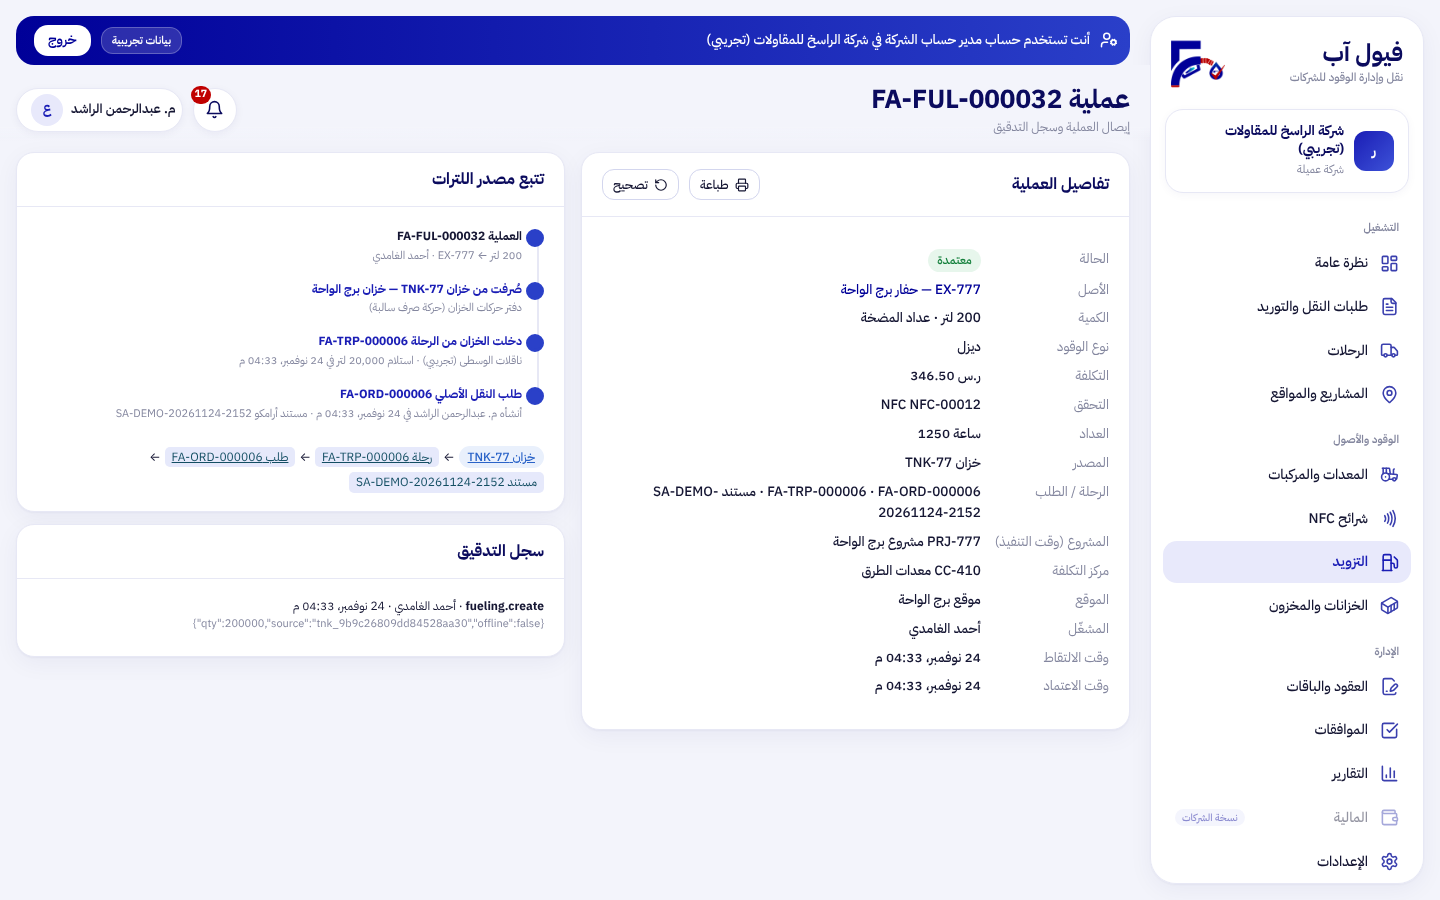 فيول آب
نقل وإدارة الوقود للشركات
شركة الراسخ للمقاولات (تجريبي)
شركة عميلة
ر
التشغيل
نظرة عامة
طلبات النقل والتوريد
الرحلات
المشاريع والمواقع
الوقود والأصول
المعدات والمركبات
شرائح NFC
التزويد
الخزانات والمخزون
الإدارة
العقود والباقات
الموافقات
التقارير
المالية
نسخة الشركات
الإعدادات
أنت تستخدم حساب مدير حساب الشركة في شركة الراسخ للمقاولات (تجريبي)
بيانات تجريبية
خروج
عملية FA-FUL-000032
إيصال العملية وسجل التدقيق
17
م. عبدالرحمن الراشد
ع
تفاصيل العملية
طباعة
تصحيح
الحالة معتمدة
الأصل EX-777 — حفار برج الواحة
الكمية 200 لتر · عداد المضخة
نوع الوقود ديزل
التكلفة ر.س 346.50
التحقق NFC NFC-00012
العداد ساعة 1250
المصدر خزان TNK-77
الرحلة / الطلب FA-TRP-000006 · FA-ORD-000006 · مستند SA-DEMO-
20261124-2152
المشروع (وقت التنفيذ) PRJ-777 مشروع برج الواحة
مركز التكلفة CC-410 معدات الطرق
الموقع موقع برج الواحة
المشغّل أحمد الغامدي
وقت الالتقاط 24 نوفمبر، 04:33 م
وقت الاعتماد 24 نوفمبر، 04:33 م
تتبع مصدر اللترات
العملية FA-FUL-000032
200 لتر ← EX-777 · أحمد الغامدي
صُرفت من خزان TNK-77 — خزان برج الواحة
دفتر حركات الخزان (حركة صرف سالبة)
دخلت الخزان من الرحلة FA-TRP-000006
ناقلات الوسطى (تجريبي) · استلام 20,000 لتر في 24 نوفمبر، 04:33 م
طلب النقل الأصلي FA-ORD-000006
أنشأه م. عبدالرحمن الراشد في 24 نوفمبر، 04:33 م · مستند أرامكو SA-DEMO-20261124-2152
خزان TNK-77 ← رحلة FA-TRP-000006 ← طلب FA-ORD-000006 ←
مستند SA-DEMO-20261124-2152
سجل التدقيق
fueling.create · أحمد الغامدي · 24 نوفمبر، 04:33 م
{"qty":200000,"source":"tnk_9b9c26809dd84528aa30","offline":false}